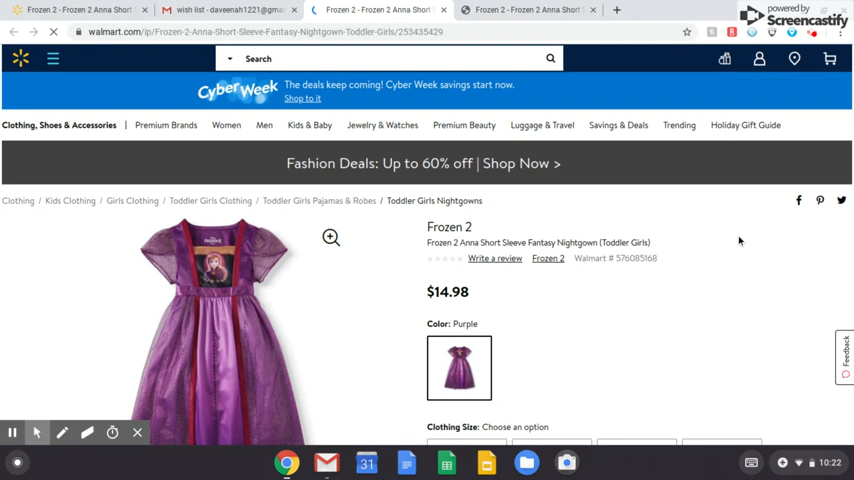 Frozen 2 - Frozen 2 Anna Short S
wish list - daveenah1221@gmail
Frozen 2 - Frozen 2 Anna Short S
Frozen 2 - Frozen 2 Anna Short S
powered by
Screencastify
walmart.com/ip/Frozen-2-Anna-Short-Sleeve-Fantasy-Nightgown-Toddler-Girls/253435429
Search
Cyber Week
The deals keep coming! Cyber Week savings start now.
Shop to it
Clothing, Shoes & Accessories
Premium Brands
Women
Men
Kids & Baby
Jewelry & Watches
Premium Beauty
Luggage & Travel
Savings & Deals
Trending
Holiday Gift Guide
Fashion Deals: Up to 60% off | Shop Now >
Clothing / Kids Clothing / Girls Clothing / Toddler Girls Clothing / Toddler Girls Pajamas & Robes / Toddler Girls Nightgowns
Frozen 2
Frozen 2 Anna Short Sleeve Fantasy Nightgown (Toddler Girls)
Write a review
Frozen 2
Walmart # 576085168
$14.98
Color: Purple
Feedback
Clothing Size: Choose an option
31
10:22